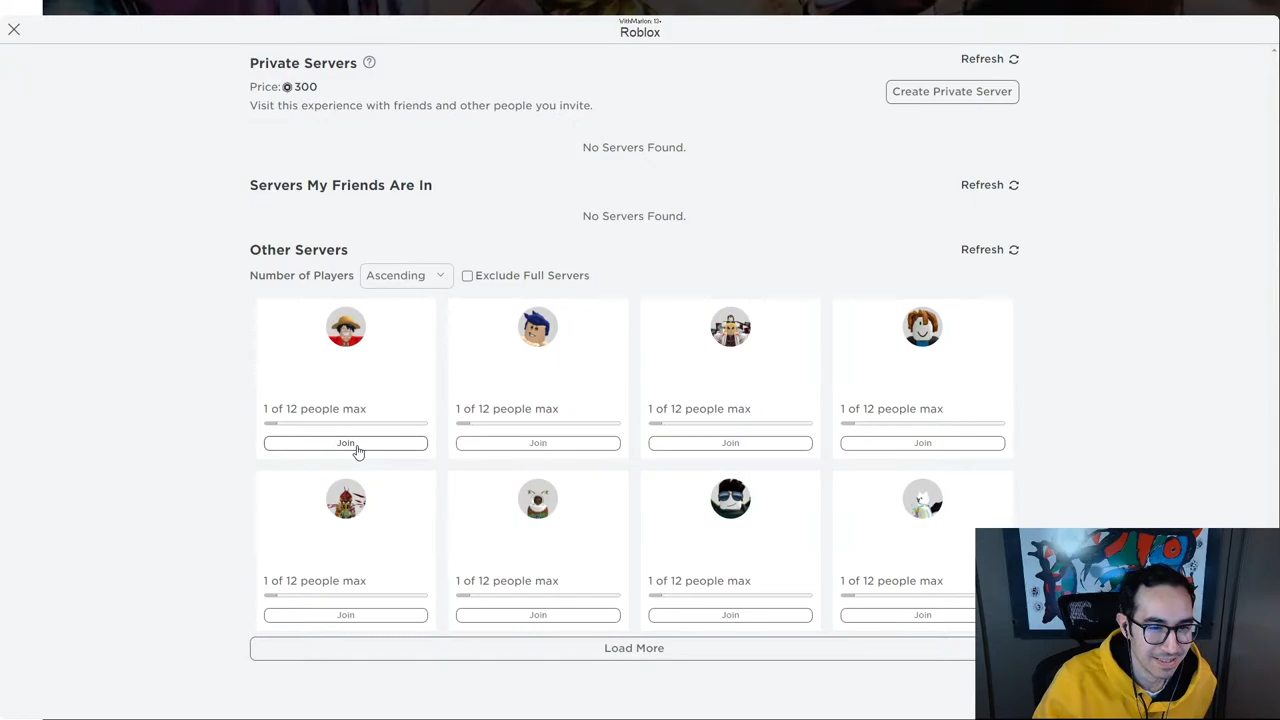 WithMarlon: 13+
Roblox
Private Servers
Refresh
Price: 300
Create Private Server
Visit this experience with friends and other people you invite.
No Servers Found.
Servers My Friends Are In
Refresh
No Servers Found.
Other Servers
Refresh
Number of Players Ascending Exclude Full Servers
1 of 12 people max 1 of 12 people max 1 of 12 people max 1 of 12 people max
Join Join Join Join
1 of 12 people max 1 of 12 people max 1 of 12 people max 1 of 12 people max
Join Join Join Join
Load More